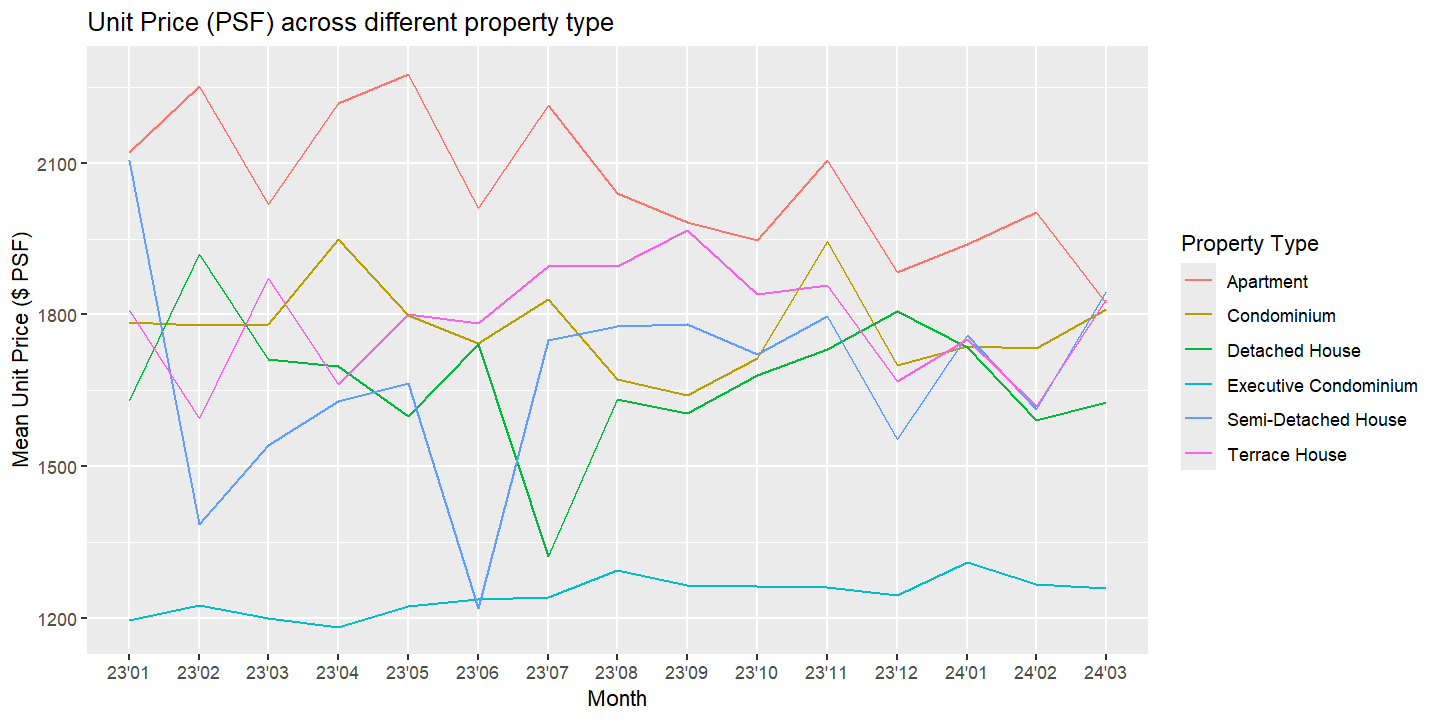 Unit Price (PSF) across different property type
Mean Unit Price ($ PSF)
2100
1800
1500
1200
23'01 23'02 23'03 23'04 23'05 23'06 23'07 23'08 23'09 23'10 23'11 23'12 24'01 24'02 24'03
Month
Property Type
Apartment
Condominium
Detached House
Executive Condominium
Semi-Detached House
Terrace House